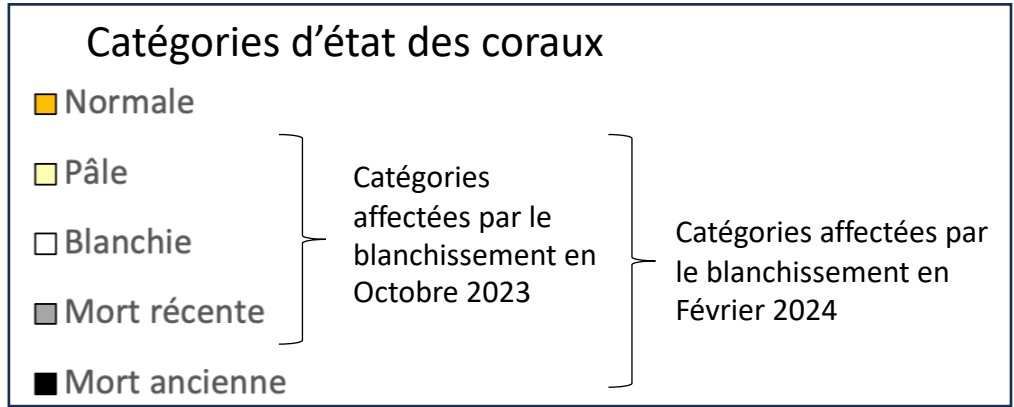 Catégories d'état des coraux
Normale
Pâle
Blanchie
Mort récente
Mort ancienne
Catégories
affectées par le
blanchissement en
Octobre 2023
Catégories affectées par
le blanchissement en
Février 2024